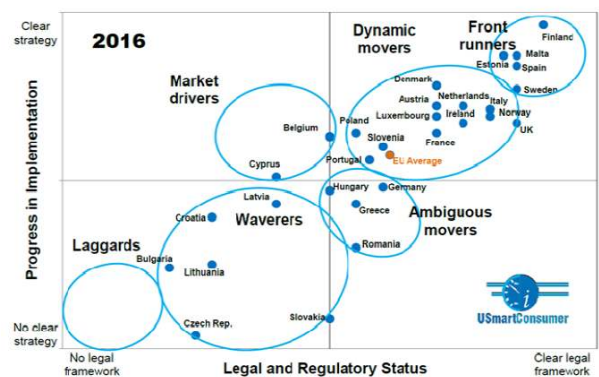 Clear
strategy
2016
Dynamic
movers
Front
runners
Finland
Malta
Estonia
Spain
Market
drivers
Denmark
Sweden
Netherlands
Austria
Italy
Luxembourg
Ireland
Norway
Belgium
Poland
UK
Slovenia
France
EU Average
Portugal
Cyprus
Progress in Implementation
Hungary
Germany
Latvia
Greece
Ambiguous
movers
Croatia
Waverers
Laggards
Romania
Bulgaria
Lithuania
USmartConsumer
Slovakia
Czech Rep.
No clear
strategy
No legal
framework
Legal and Regulatory Status
Clear legal
framework